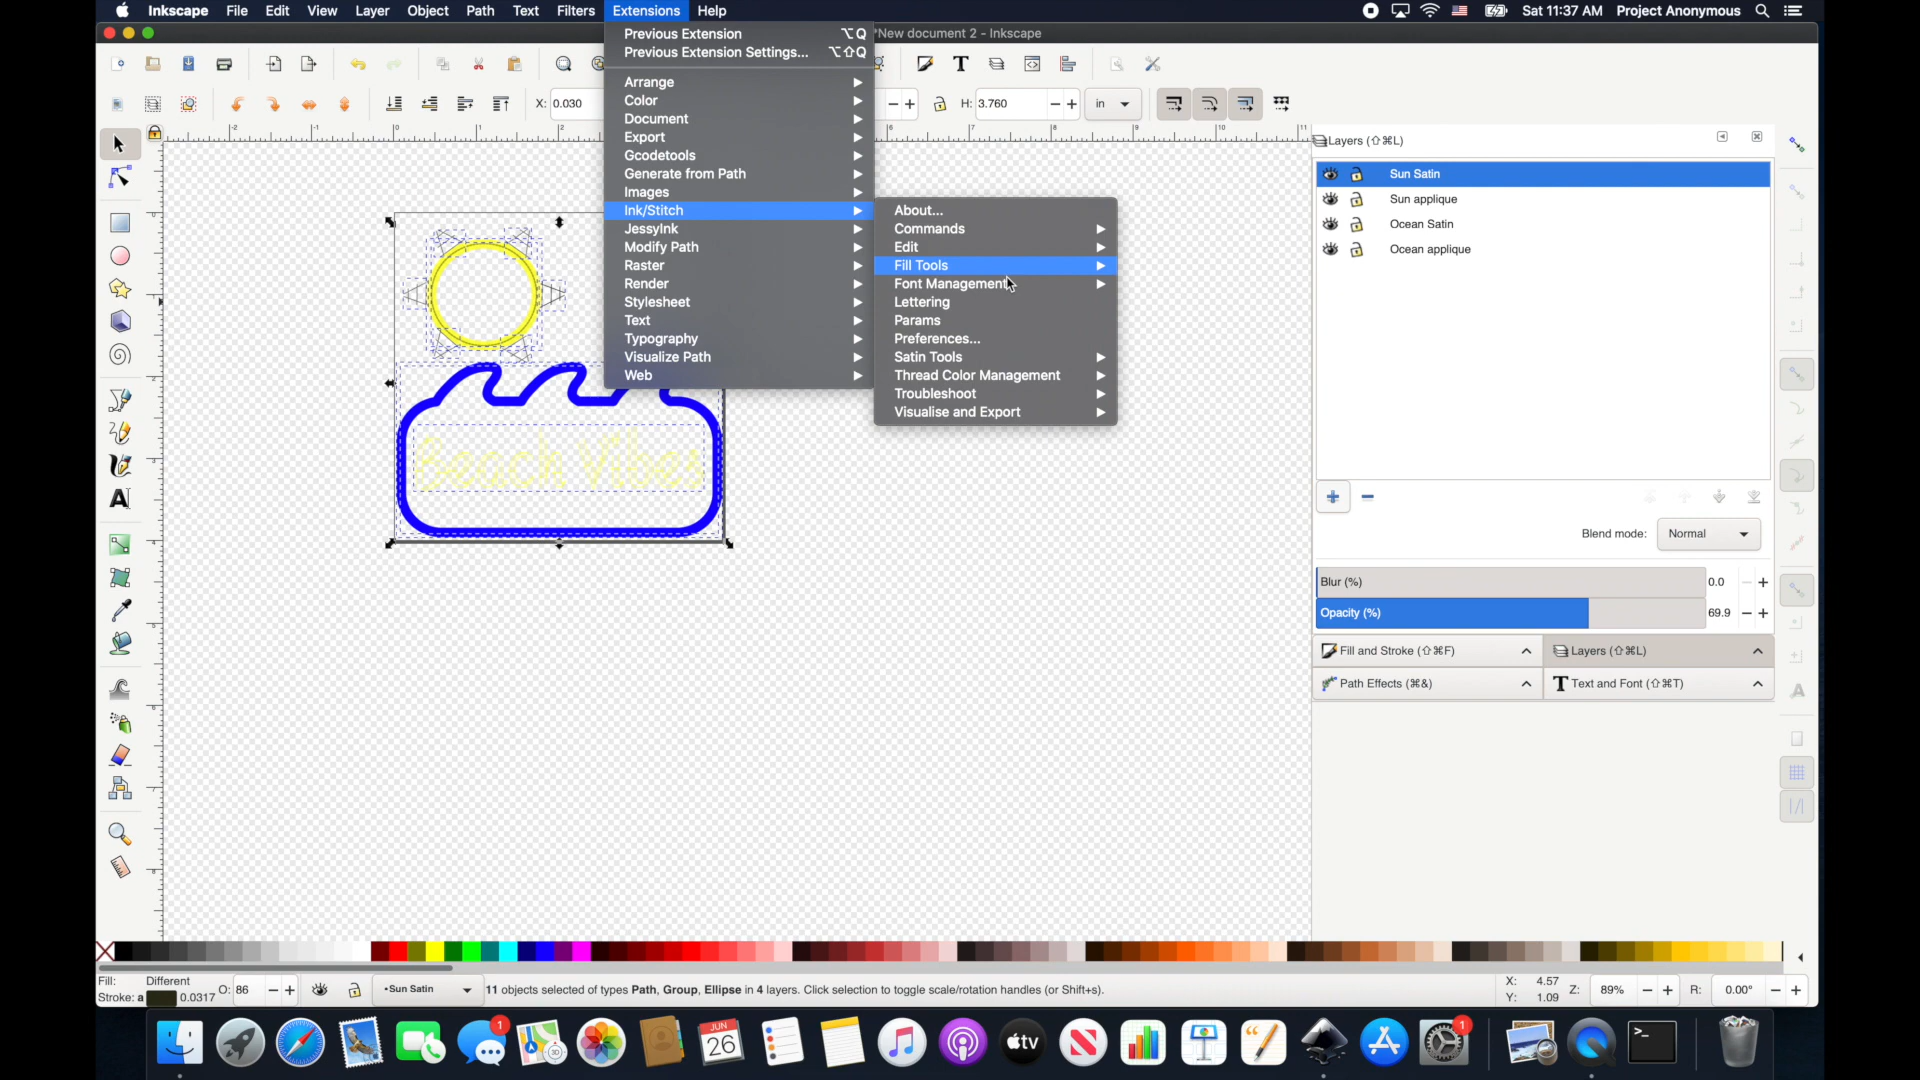 Inkscape File Edit View Layer Object Path Text Filters Extensions Help
Sat 11:37 AM Project Anonymous
*New document 2 - Inkscape
Previous Extension ⌥Q
Previous Extension Settings... ⌥⇧Q
X: 0.030
H: 3.760
in
Arrange
Color
Document
Export
Gcodetools
Generate from Path
Images
Ink/Stitch
JessyInk
Modify Path
Raster
Render
Stylesheet
Text
Typography
Visualize Path
Web
About...
Commands
Edit
Fill Tools
Font Management
Lettering
Params
Preferences...
Satin Tools
Thread Color Management
Troubleshoot
Visualise and Export
Beach Vibes
Layers (⇧⌘L)
Sun Satin
Sun applique
Ocean Satin
Ocean applique
Blend mode: Normal
Blur (%) 0.0
Opacity (%) 69.9
Fill and Stroke (⇧⌘F) Layers (⇧⌘L)
Path Effects (⌘&) Text and Font (⇧⌘T)
Fill: Different
Stroke: a 0.0317
O: 86
•Sun Satin
11 objects selected of types Path, Group, Ellipse in 4 layers. Click selection to toggle scale/rotation handles (or Shift+s).
X: 4.57
Y: 1.09
Z: 89%
R: 0.00°
1
3D
JUN
26
tv
1